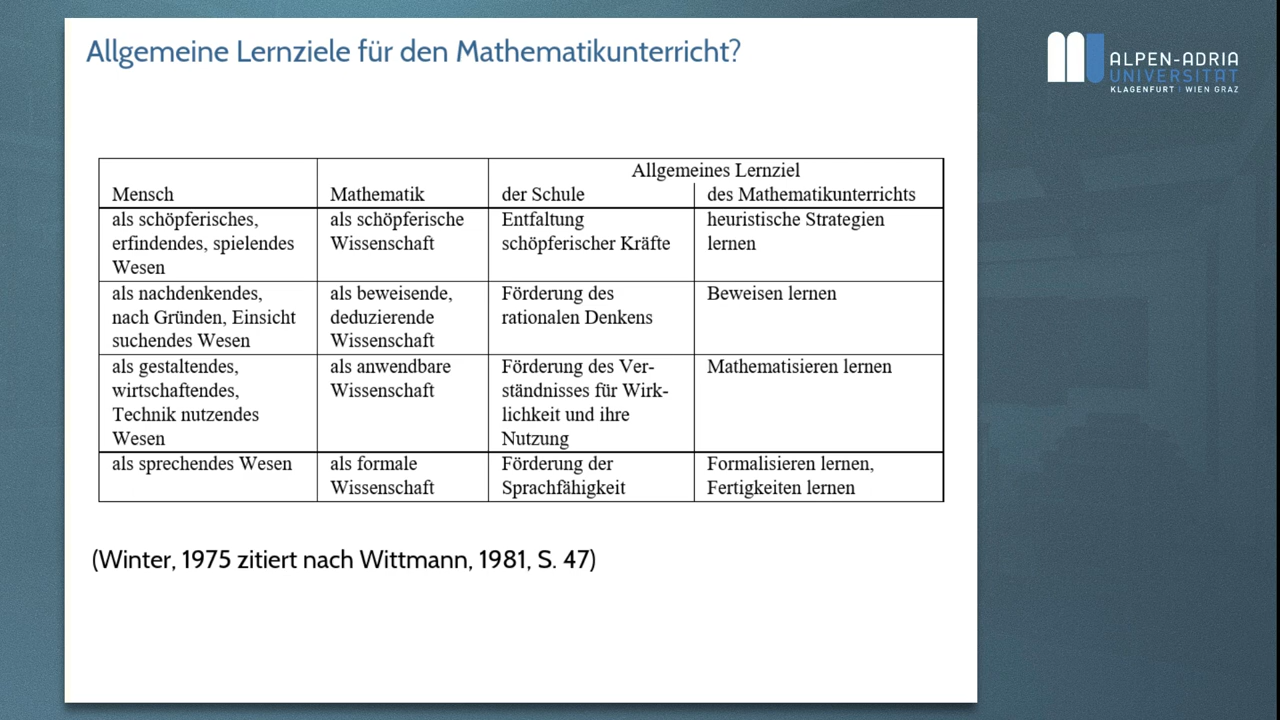 Allgemeine Lernziele für den Mathematikunterricht?
ALPEN-ADRIA
UNIVERSITÄT
KLAGENFURT | WIEN GRAZ
Allgemeines Lernziel
Mensch Mathematik der Schule des Mathematikunterrichts
als schöpferisches, als schöpferische Entfaltung heuristische Strategien
erfindendes, spielendes Wissenschaft schöpferischer Kräfte lernen
Wesen
als nachdenkendes, als beweisende, Förderung des Beweisen lernen
nach Gründen, Einsicht deduzierende rationalen Denkens
suchendes Wesen Wissenschaft
als gestaltendes, als anwendbare Förderung des Ver- Mathematisieren lernen
wirtschaftendes, Wissenschaft ständnisses für Wirk-
Technik nutzendes lichkeit und ihre
Wesen Nutzung
als sprechendes Wesen als formale Förderung der Formalisieren lernen,
Wissenschaft Sprachfähigkeit Fertigkeiten lernen
(Winter, 1975 zitiert nach Wittmann, 1981, S. 47)